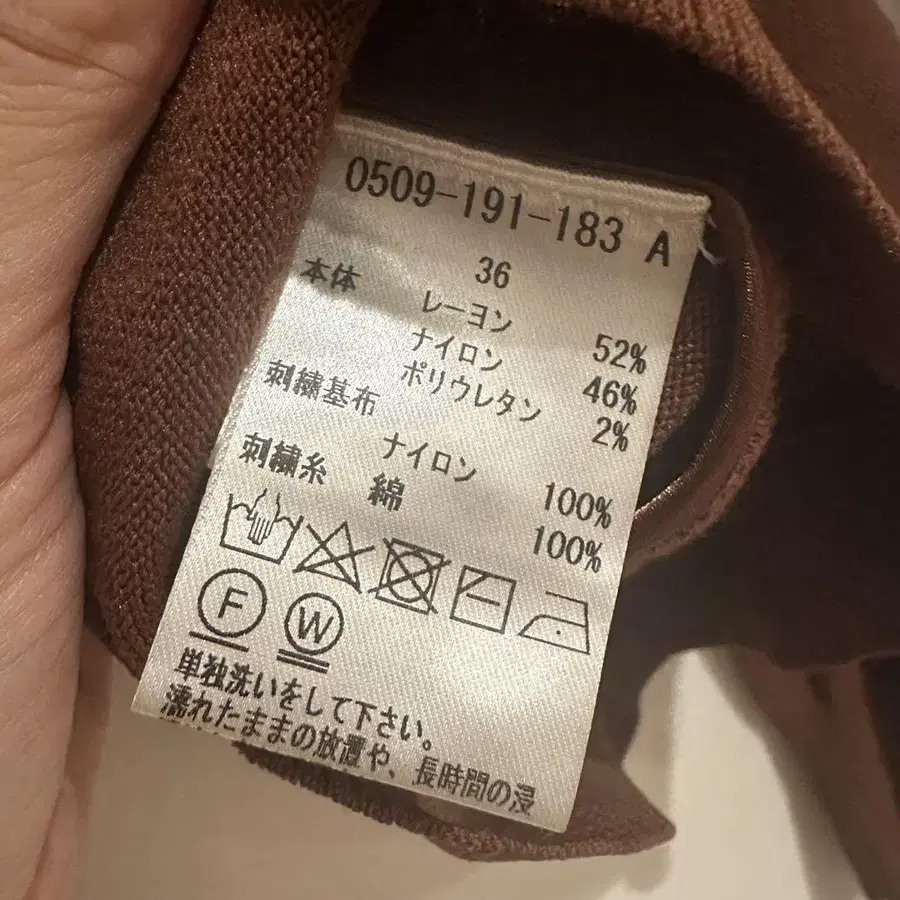 0509-191-183 A
36
本体 レーヨン 52%
ナイロン 46%
ポリウレタン 2%
刺繍基布
ナイロン 100%
刺繍糸 綿 100%
F W
単独洗いをして下さい。
濡れたままの放置や、長時間の浸